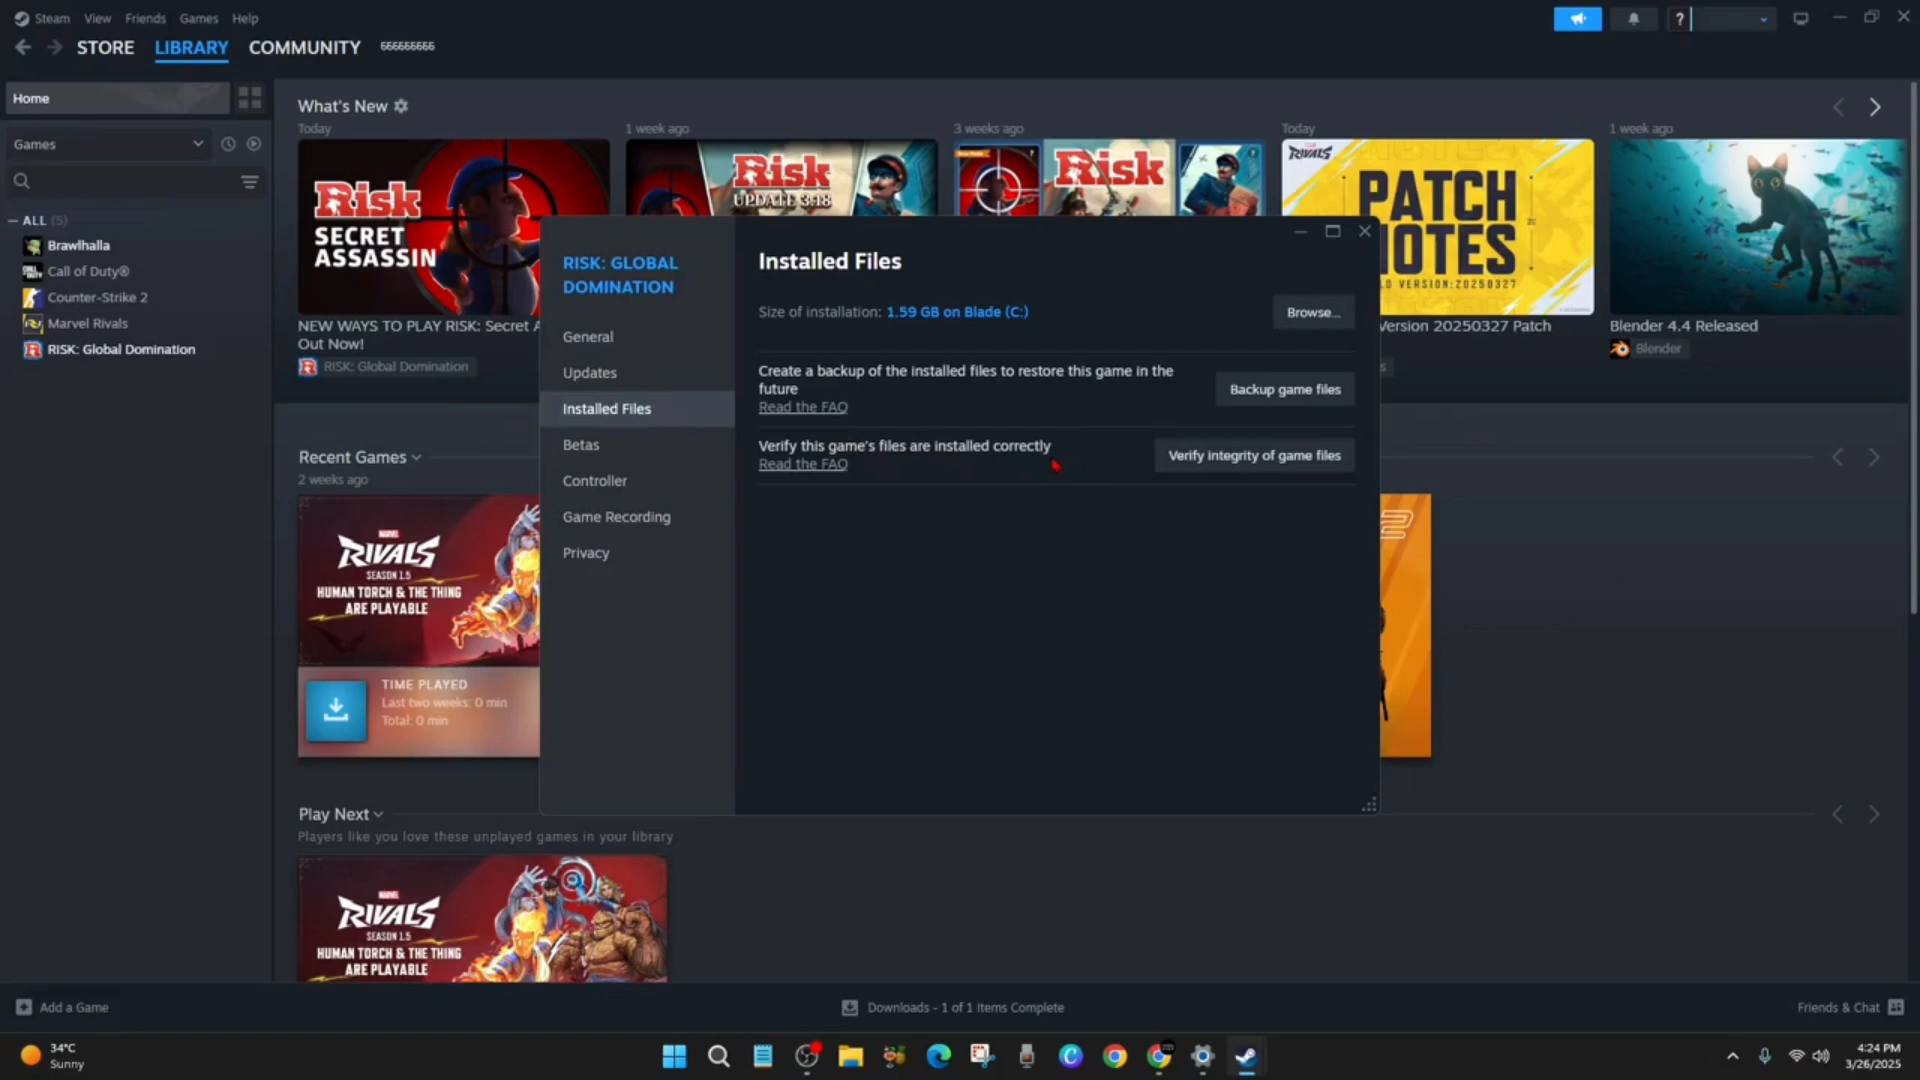 Steam View Friends Games Help
?
STORE LIBRARY COMMUNITY 666666666
Home
Games
ALL (5)
Brawlhalla
Call of Duty®
Counter-Strike 2
Marvel Rivals
RISK: Global Domination
What's New
Today
1 week ago
3 weeks ago
Today
1 week ago
Risk
SECRET
ASSASSIN
Risk
UPDATE 3.18
Risk
RIVALS
PATCH
NOTES
VERSION:20250327
NEW WAYS TO PLAY RISK: Secret A
Out Now!
RISK: Global Domination
Version 20250327 Patch
s
Blender 4.4 Released
Blender
RISK: GLOBAL
DOMINATION
General
Updates
Installed Files
Betas
Controller
Game Recording
Privacy
Installed Files
Size of installation: 1.59 GB on Blade (C:)
Browse...
Create a backup of the installed files to restore this game in the
future
Read the FAQ
Backup game files
Verify this game's files are installed correctly
Read the FAQ
Verify integrity of game files
Recent Games
2 weeks ago
MARVEL
RIVALS
SEASON 1.5
HUMAN TORCH & THE THING
ARE PLAYABLE
TIME PLAYED
Last two weeks: 0 min
Total: 0 min
2
Play Next
Players like you love these unplayed games in your library
MARVEL
RIVALS
SEASON 1.5
HUMAN TORCH & THE THING
ARE PLAYABLE
Add a Game
Downloads - 1 of 1 Items Complete
Friends & Chat
34°C
Sunny
4:24 PM
3/26/2025